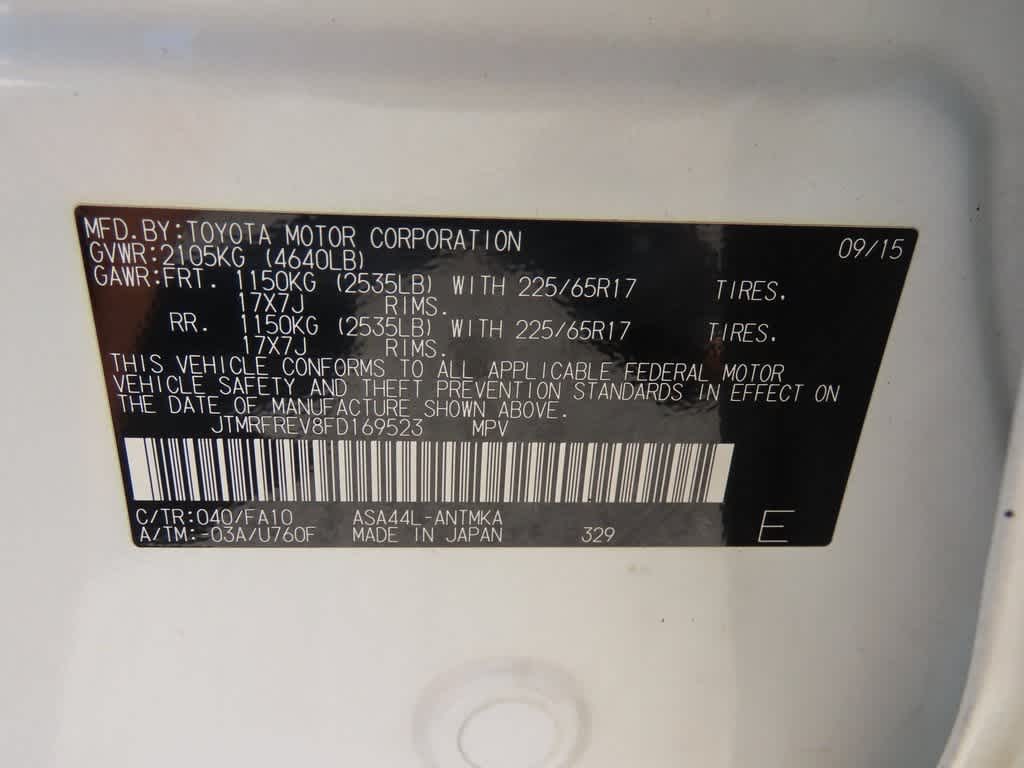 MFD. BY: TOYOTA MOTOR CORPORATION 09/15
GVWR: 2105KG (4640LB)
GAWR: FRT. 1150KG (2535LB) WITH 225/65R17 TIRES.
17X7J RIMS.
RR. 1150KG (2535LB) WITH 225/65R17 TIRES.
17X7J RIMS.
THIS VEHICLE CONFORMS TO ALL APPLICABLE FEDERAL MOTOR
VEHICLE SAFETY AND THEFT PREVENTION STANDARDS IN EFFECT ON
THE DATE OF MANUFACTURE SHOWN ABOVE.
JTMRFREV8FD169523 MPV
C/TR: 040/FA10 ASA44L-ANTMKA
A/TM: -03A/U760F MADE IN JAPAN 329 E